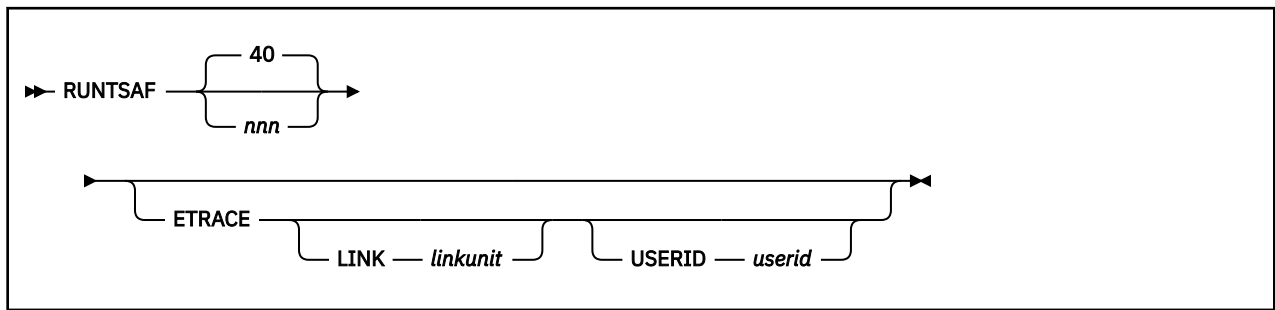 40
RUNTSAF
nnn
ETRACE
LINK linkunit USERID userid